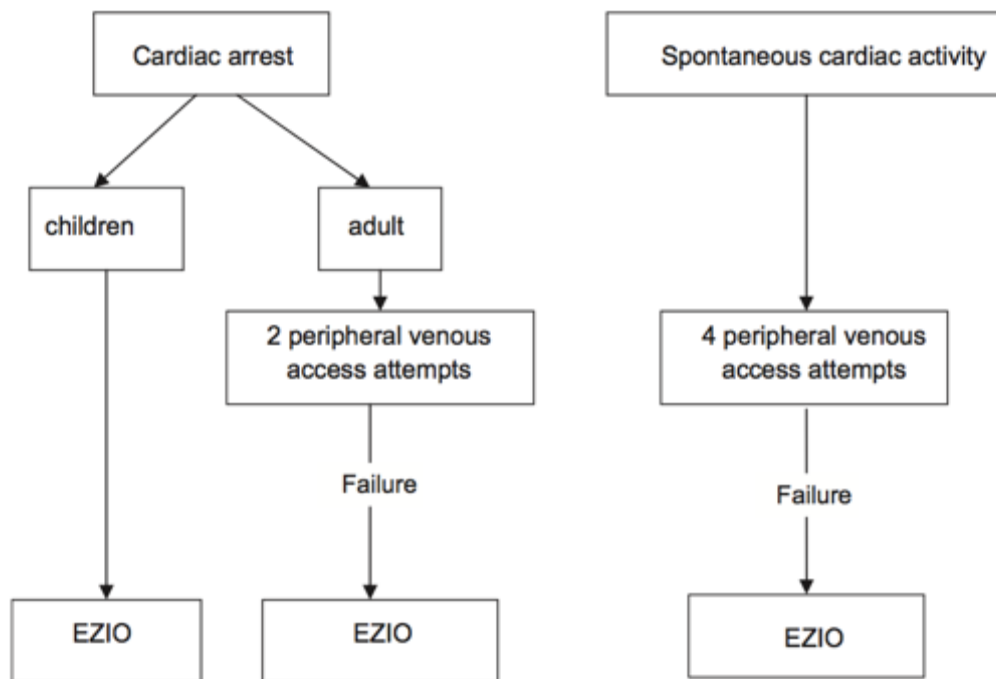 Cardiac arrest
Spontaneous cardiac activity
children
adult
2 peripheral venous
access attempts
4 peripheral venous
access attempts
Failure
Failure
EZIO
EZIO
EZIO